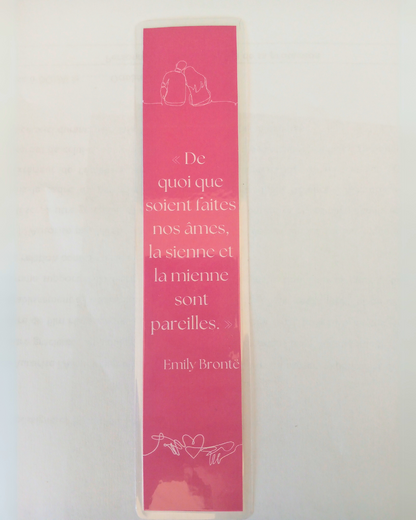 « De
quoi que
soient faites
nos âmes,
la sienne et
la mienne
sont
pareilles. »
Emily Brontë